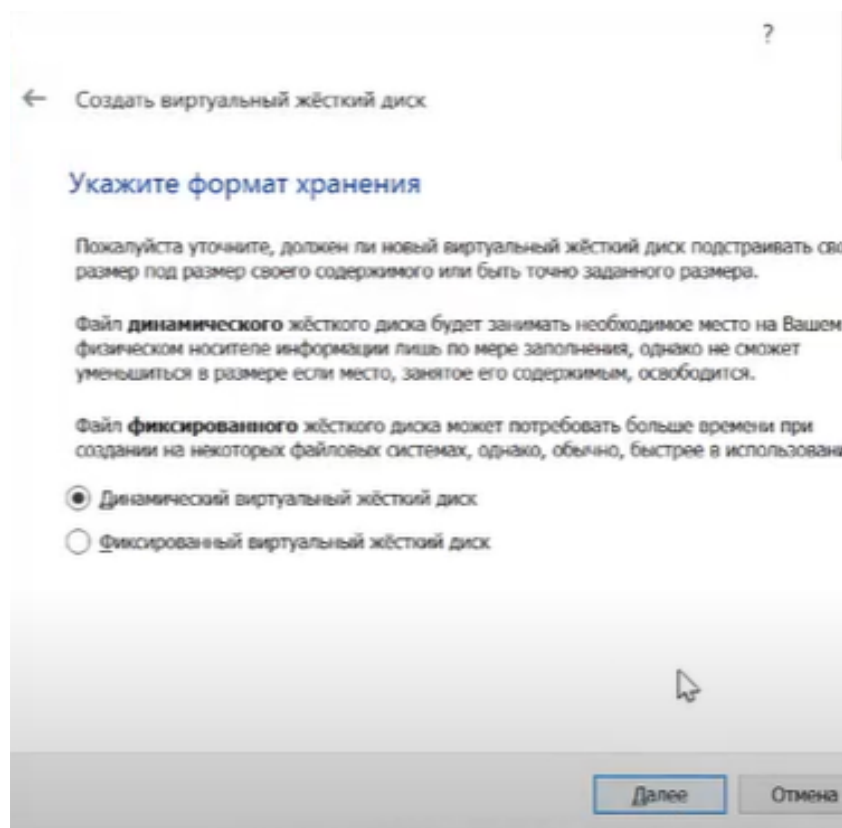 ?
← Создать виртуальный жёсткий диск
Укажите формат хранения
Пожалуйста уточните, должен ли новый виртуальный жёсткий диск подстраивать
размер под размер своего содержимого или быть точно заданного размера.
Файл динамического жёсткого диска будет занимать необходимое место на Вашем
физическом носителе информации лишь по мере заполнения, однако не сможет
уменьшиться в размере если место, занятое его содержимым, освободится.
Файл фиксированного жёсткого диска может потребовать больше времени при
создании на некоторых файловых системах, однако, обычно, быстрее в
Динамический виртуальный жёсткий диск
Фиксированный виртуальный жёсткий диск
Далее
Отмена